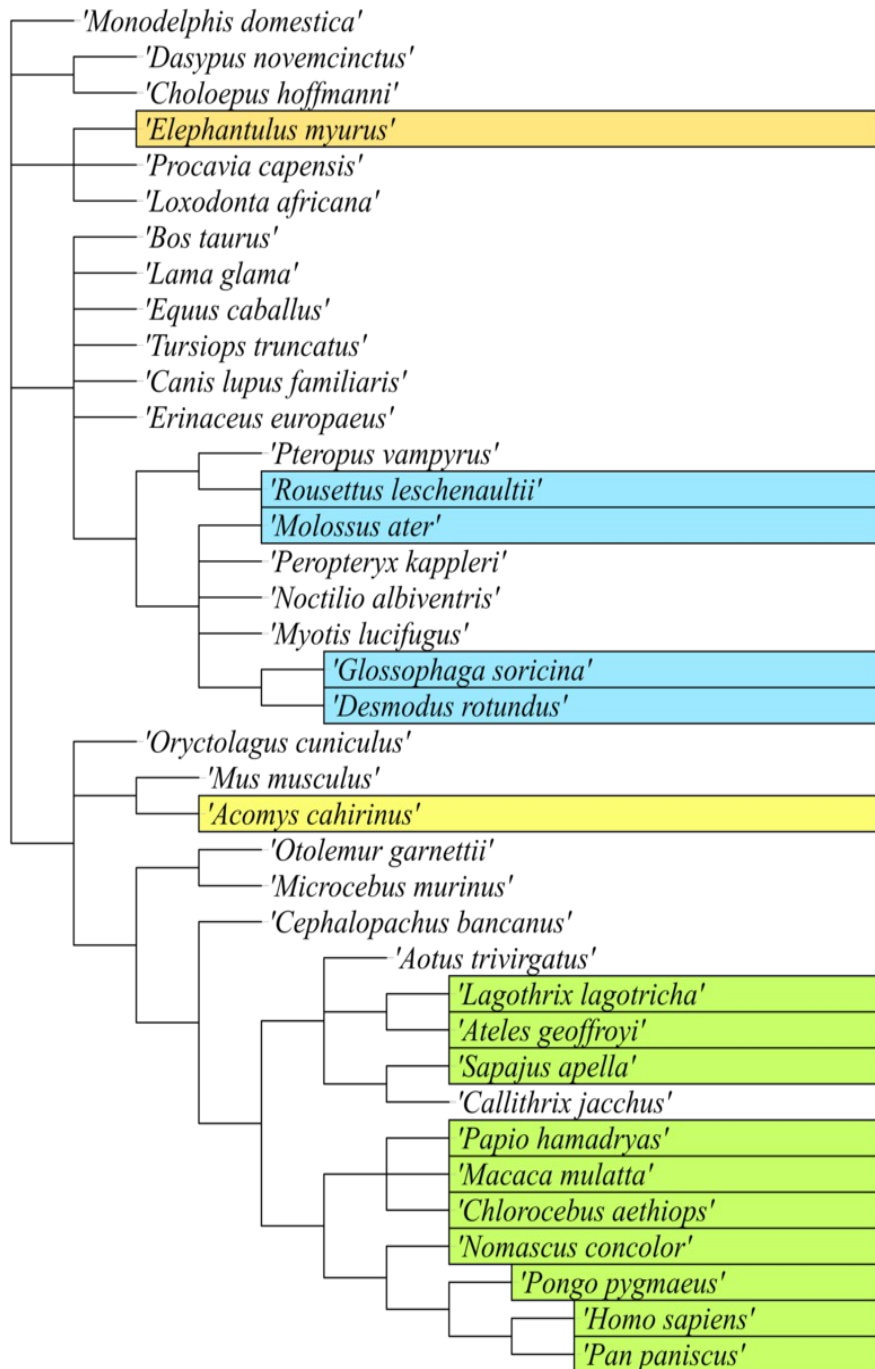 'Monodelphis domestica'
'Dasypus novemcinctus'
'Choloepus hoffmanni'
'Elephantulus myurus'
'Procavia capensis'
'Loxodonta africana'
'Bos taurus'
'Lama glama'
'Equus caballus'
'Tursiops truncatus'
'Canis lupus familiaris'
'Erinaceus europaeus'
'Pteropus vampyrus'
'Rousettus leschenaultii'
'Molossus ater'
'Peropteryx kappleri'
'Noctilio albiventris'
'Myotis lucifugus'
'Glossophaga soricina'
'Desmodus rotundus'
'Oryctolagus cuniculus'
'Mus musculus'
'Acomys cahirinus'
'Otolemur garnettii'
'Microcebus murinus'
'Cephalopachus bancanus'
'Aotus trivirgatus'
'Lagothrix lagotricha'
'Ateles geoffroyi'
'Sapajus apella'
'Callithrix jacchus'
'Papio hamadryas'
'Macaca mulatta'
'Chlorocebus aethiops'
'Nomascus concolor'
'Pongo pygmaeus'
'Homo sapiens'
'Pan paniscus'